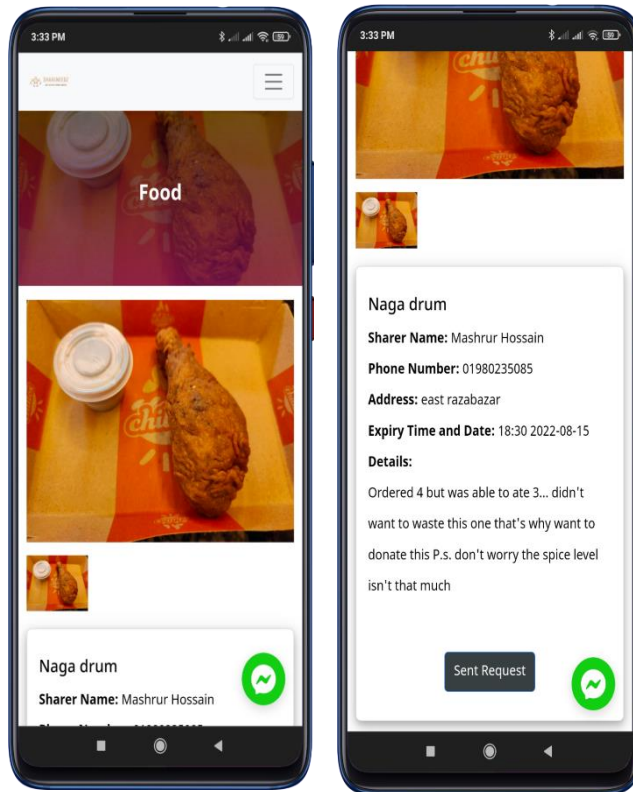 3:33 PM
59
Food
Naga drum
Sharer Name: Mashrur Hossain
3:33 PM
59
Naga drum
Sharer Name: Mashrur Hossain
Phone Number: 01980235085
Address: east razabazar
Expiry Time and Date: 18:30 2022-08-15
Details:
Ordered 4 but was able to ate 3... didn't
want to waste this one that's why want to
donate this P.s. don't worry the spice level
isn't that much
Sent Request